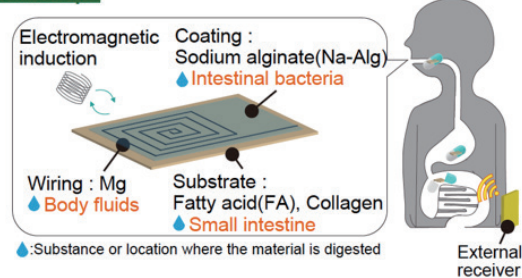 Electromagnetic
induction
Coating :
Sodium alginate(Na-Alg)
Intestinal bacteria
Wiring : Mg
Body fluids
Substrate :
Fatty acid(FA), Collagen
Small intestine
:Substance or location where the material is digested
External
receiver